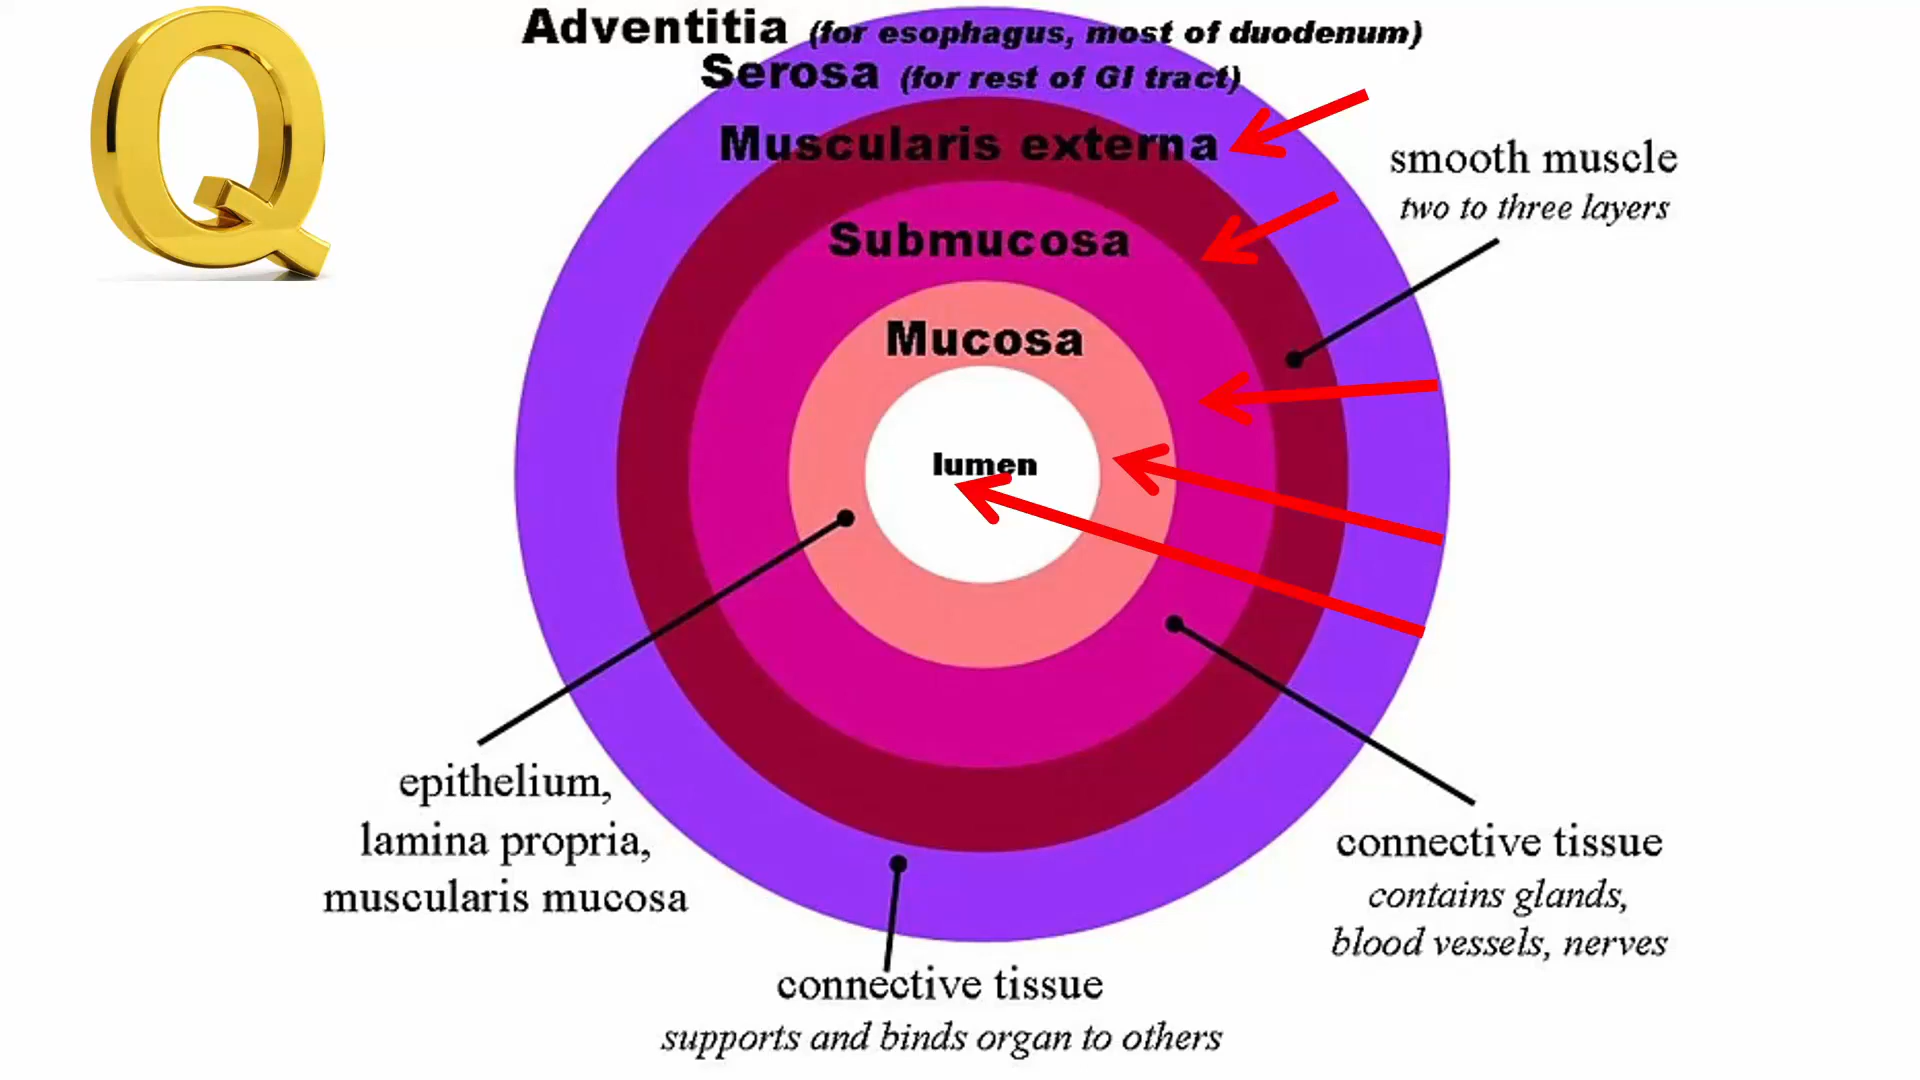 Q
Adventitia (for esophagus, most of duodenum)
Serosa (for rest of GI tract)
Muscularis externa
smooth muscle
two to three layers
Submucosa
Mucosa
lumen
epithelium,
lamina propria,
muscularis mucosa
connective tissue
contains glands,
blood vessels, nerves
connective tissue
supports and binds organ to others